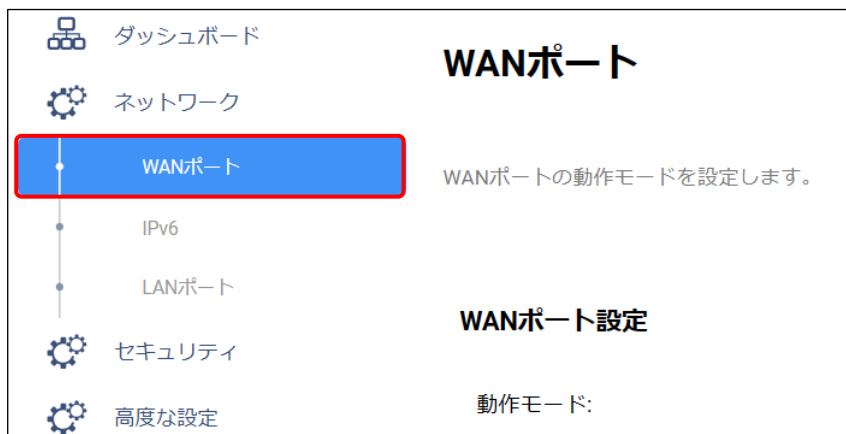 ダッシュボード
ネットワーク
WANポート
IPv6
LANポート
セキュリティ
高度な設定
WANポート
WANポートの動作モードを設定します。
WANポート設定
動作モード: